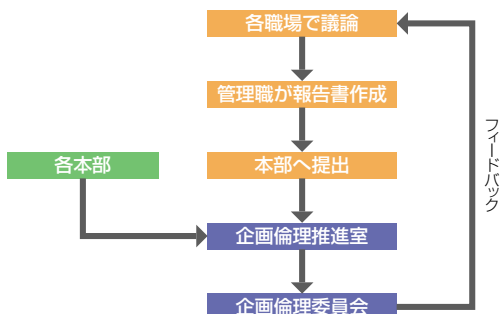 各職場で議論
管理職が報告書作成
各本部
本部へ提出
企画倫理推進室
企画倫理委員会
フィードバック